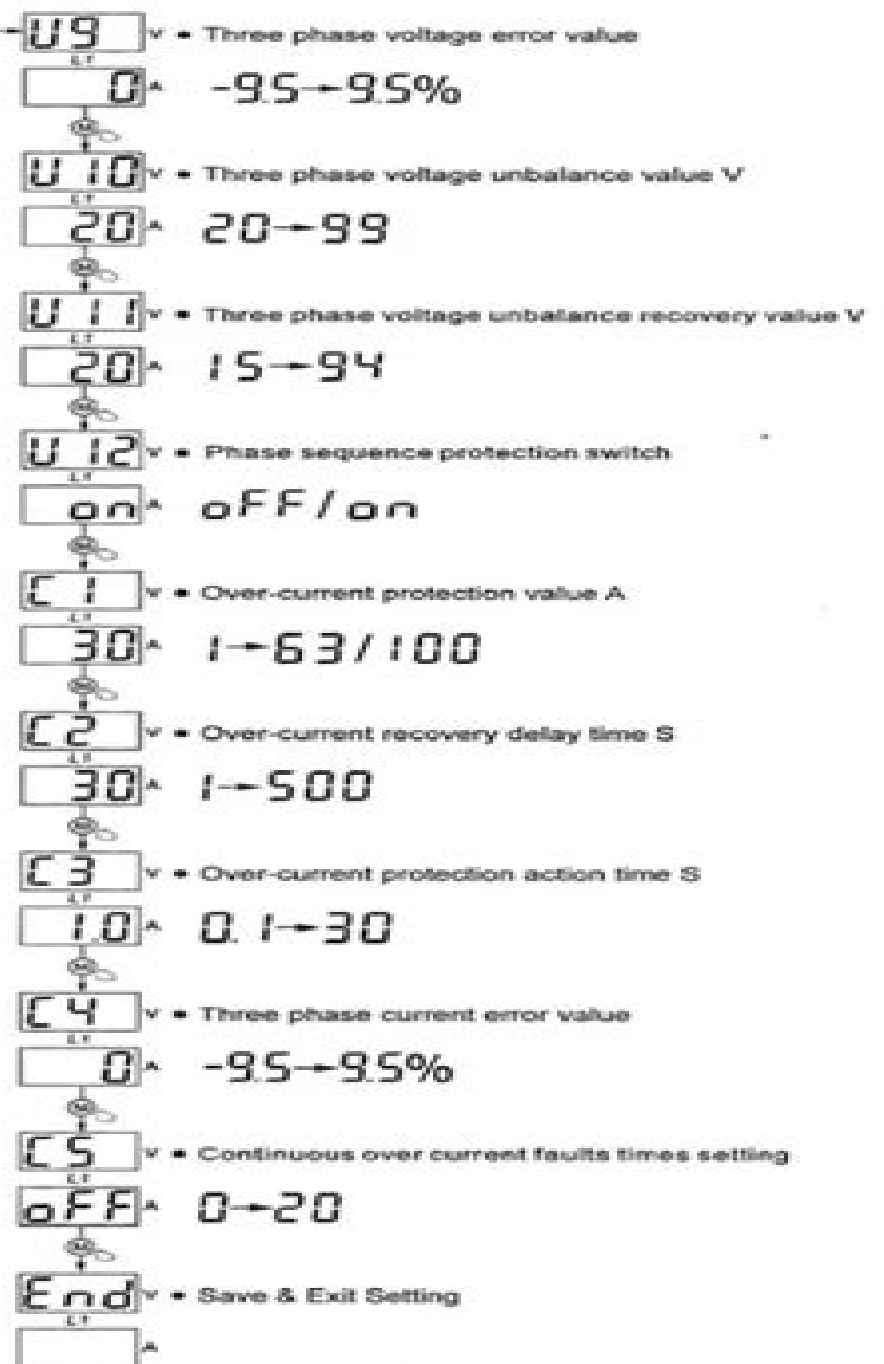 U9 V • Three phase voltage error value
0 A -9.5→9.5%
U10 V • Three phase voltage unbalance value V
20 A 20→99
U11 V • Three phase voltage unbalance recovery value V
20 A 15→94
U12 V • Phase sequence protection switch
on A oFF/on
C1 V • Over-current protection value A
30 A 1→63/100
C2 V • Over-current recovery delay time S
30 A 1→500
C3 V • Over-current protection action time S
1.0 A 0.1→30
C4 V • Three phase current error value
0 A -9.5→9.5%
C5 V • Continuous over current faults times setting
oFF A 0→20
End V • Save & Exit Setting
A